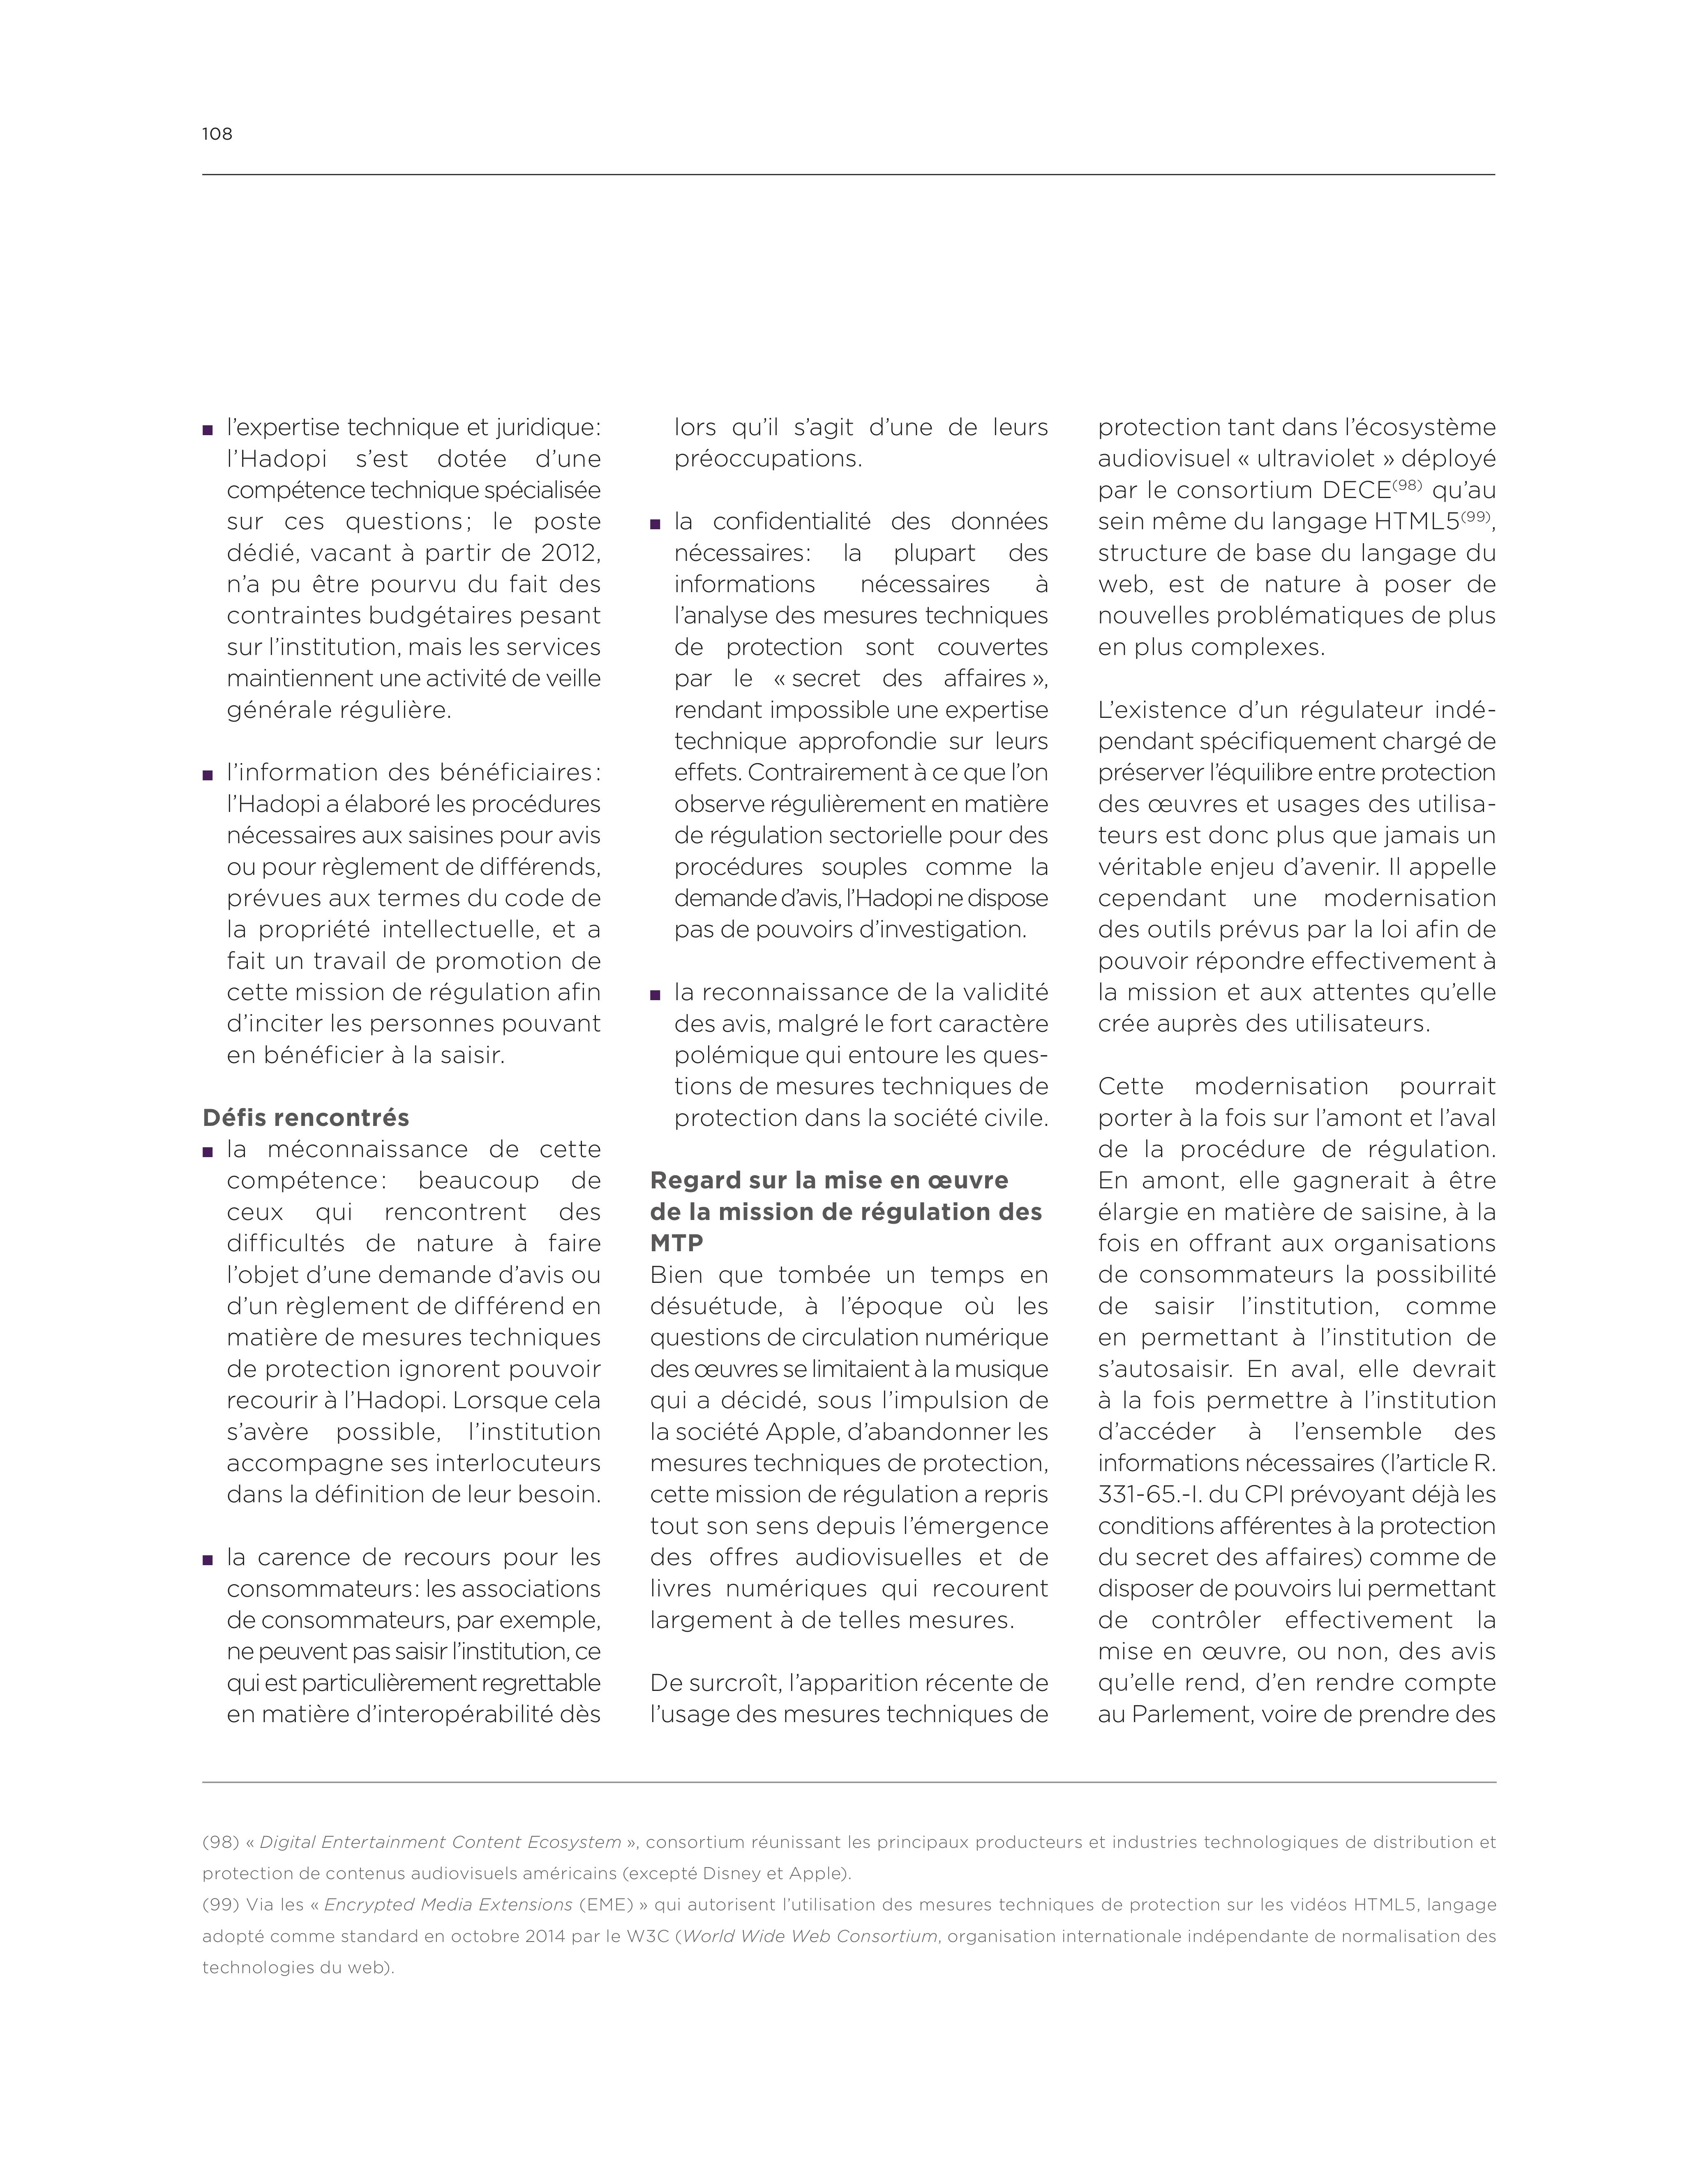 108
■ l’expertise technique et juridique:
l’Hadopi s’est dotée d’une
compétence technique spécialisée
sur ces questions; le poste
dédié, vacant à partir de 2012,
n’a pu être pourvu du fait des
contraintes budgétaires pesant
sur l’institution, mais les services
maintiennent une activité de veille
générale régulière.
■ l’information des bénéficiaires:
l’Hadopi a élaboré les procédures
nécessaires aux saisines pour avis
ou pour règlement de différends,
prévues aux termes du code de
la propriété intellectuelle, et a
fait un travail de promotion de
cette mission de régulation afin
d’inciter les personnes pouvant
en bénéficier à la saisir.
Défis rencontrés
■ la méconnaissance de cette
compétence: beaucoup de
ceux qui rencontrent des
difficultés de nature à faire
l’objet d’une demande d’avis ou
d’un règlement de différend en
matière de mesures techniques
de protection ignorent pouvoir
recourir à l’Hadopi. Lorsque cela
s’avère possible, l’institution
accompagne ses interlocuteurs
dans la définition de leur besoin.
■ la carence de recours pour les
consommateurs: les associations
de consommateurs, par exemple,
ne peuvent pas saisir l’institution, ce
qui est particulièrement regrettable
en matière d’interopérabilité dès
lors qu’il s’agit d’une de leurs
préoccupations.
■ la confidentialité des données
nécessaires: la plupart des
informations nécessaires à
l’analyse des mesures techniques
de protection sont couvertes
par le « secret des affaires »,
rendant impossible une expertise
technique approfondie sur leurs
effets. Contrairement à ce que l’on
observe régulièrement en matière
de régulation sectorielle pour des
procédures souples comme la
demande d’avis, l’Hadopi ne dispose
pas de pouvoirs d’investigation.
■ la reconnaissance de la validité
des avis, malgré le fort caractère
polémique qui entoure les ques-
tions de mesures techniques de
protection dans la société civile.
Regard sur la mise en œuvre
de la mission de régulation des
MTP
Bien que tombée un temps en
désuétude, à l’époque où les
questions de circulation numérique
des œuvres se limitaient à la musique
qui a décidé, sous l’impulsion de
la société Apple, d’abandonner les
mesures techniques de protection,
cette mission de régulation a repris
tout son sens depuis l’émergence
des offres audiovisuelles et de
livres numériques qui recourent
largement à de telles mesures.
De surcroît, l’apparition récente de
l’usage des mesures techniques de
protection tant dans l’écosystème
audiovisuel « ultraviolet » déployé
par le consortium DECE(98) qu’au
sein même du langage HTML5(99),
structure de base du langage du
web, est de nature à poser de
nouvelles problématiques de plus
en plus complexes.
L’existence d’un régulateur indé-
pendant spécifiquement chargé de
préserver l’équilibre entre protection
des œuvres et usages des utilisa-
teurs est donc plus que jamais un
véritable enjeu d’avenir. Il appelle
cependant une modernisation
des outils prévus par la loi afin de
pouvoir répondre effectivement à
la mission et aux attentes qu’elle
crée auprès des utilisateurs.
Cette modernisation pourrait
porter à la fois sur l’amont et l’aval
de la procédure de régulation.
En amont, elle gagnerait à être
élargie en matière de saisine, à la
fois en offrant aux organisations
de consommateurs la possibilité
de saisir l’institution, comme
en permettant à l’institution de
s’autosaisir. En aval, elle devrait
à la fois permettre à l’institution
d’accéder à l’ensemble des
informations nécessaires (l’article R.
331-65.-I. du CPI prévoyant déjà les
conditions afférentes à la protection
du secret des affaires) comme de
disposer de pouvoirs lui permettant
de contrôler effectivement la
mise en œuvre, ou non, des avis
qu’elle rend, d’en rendre compte
au Parlement, voire de prendre des
(98) « Digital Entertainment Content Ecosystem », consortium réunissant les principaux producteurs et industries technologiques de distribution et
protection de contenus audiovisuels américains (excepté Disney et Apple).
(99) Via les « Encrypted Media Extensions (EME) » qui autorisent l’utilisation des mesures techniques de protection sur les vidéos HTML5, langage
adopté comme standard en octobre 2014 par le W3C (World Wide Web Consortium, organisation internationale indépendante de normalisation des
technologies du web).